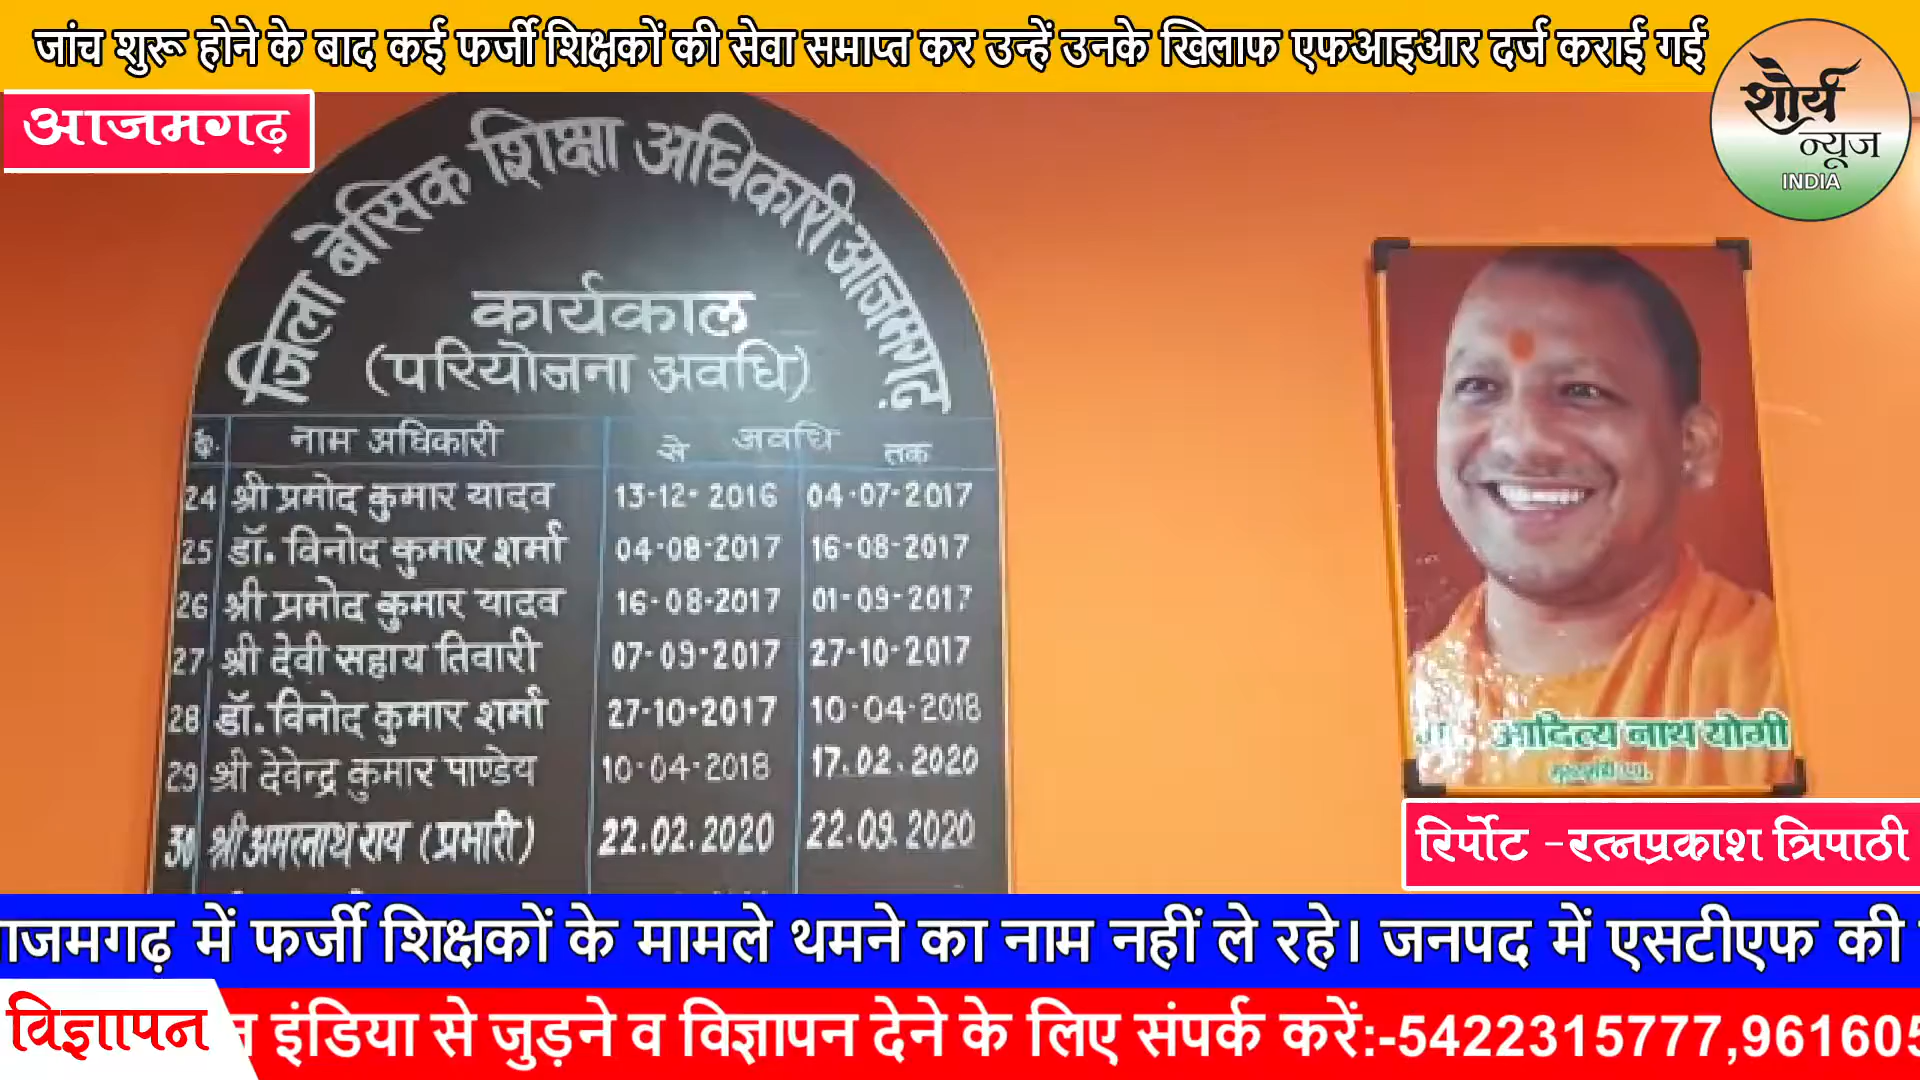 जांच शुरू होने के बाद कई फर्जी शिक्षकों की सेवा समाप्त कर उन्हें उनके खिलाफ एफआइआर दर्ज कराई गई
आजमगढ़
शौर्य
न्यूज
INDIA
जिला बेसिक शिक्षा अधिकारी आजमगढ़
कार्यकाल
(परियोजना अवधि)
क्र. नाम अधिकारी से अवधि तक
24 श्री प्रमोद कुमार यादव 13-12-2016 04-07-2017
25 डॉ. विनोद कुमार शर्मा 04-08-2017 16-08-2017
26 श्री प्रमोद कुमार यादव 16-08-2017 01-09-2017
27 श्री देवी सहाय तिवारी 07-09-2017 27-10-2017
28 डॉ. विनोद कुमार शर्मा 27-10-2017 10-04-2018
29 श्री देवेन्द्र कुमार पाण्डेय 10-04-2018 17.02.2020
30 श्री अमरनाथ राय (प्रभारी) 22.02.2020 22.09.2020
आदित्य नाथ योगी
रिर्पोट -रत्नप्रकाश त्रिपाठी
ाजमगढ़ में फर्जी शिक्षकों के मामले थमने का नाम नहीं ले रहे। जनपद में एसटीएफ की
विज्ञापन
इंडिया से जुड़ने व विज्ञापन देने के लिए संपर्क करें:-5422315777,961605